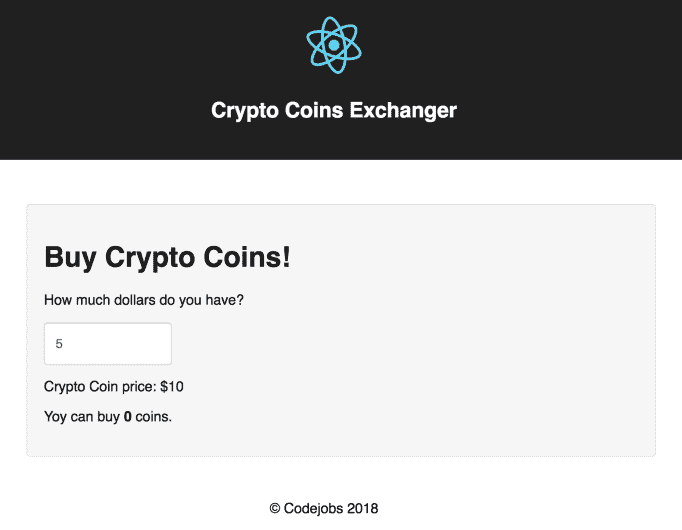 Crypto Coins Exchanger
Buy Crypto Coins!
How much dollars do you have?
5
Crypto Coin price: $10
Yoy can buy 0 coins.
© Codejobs 2018